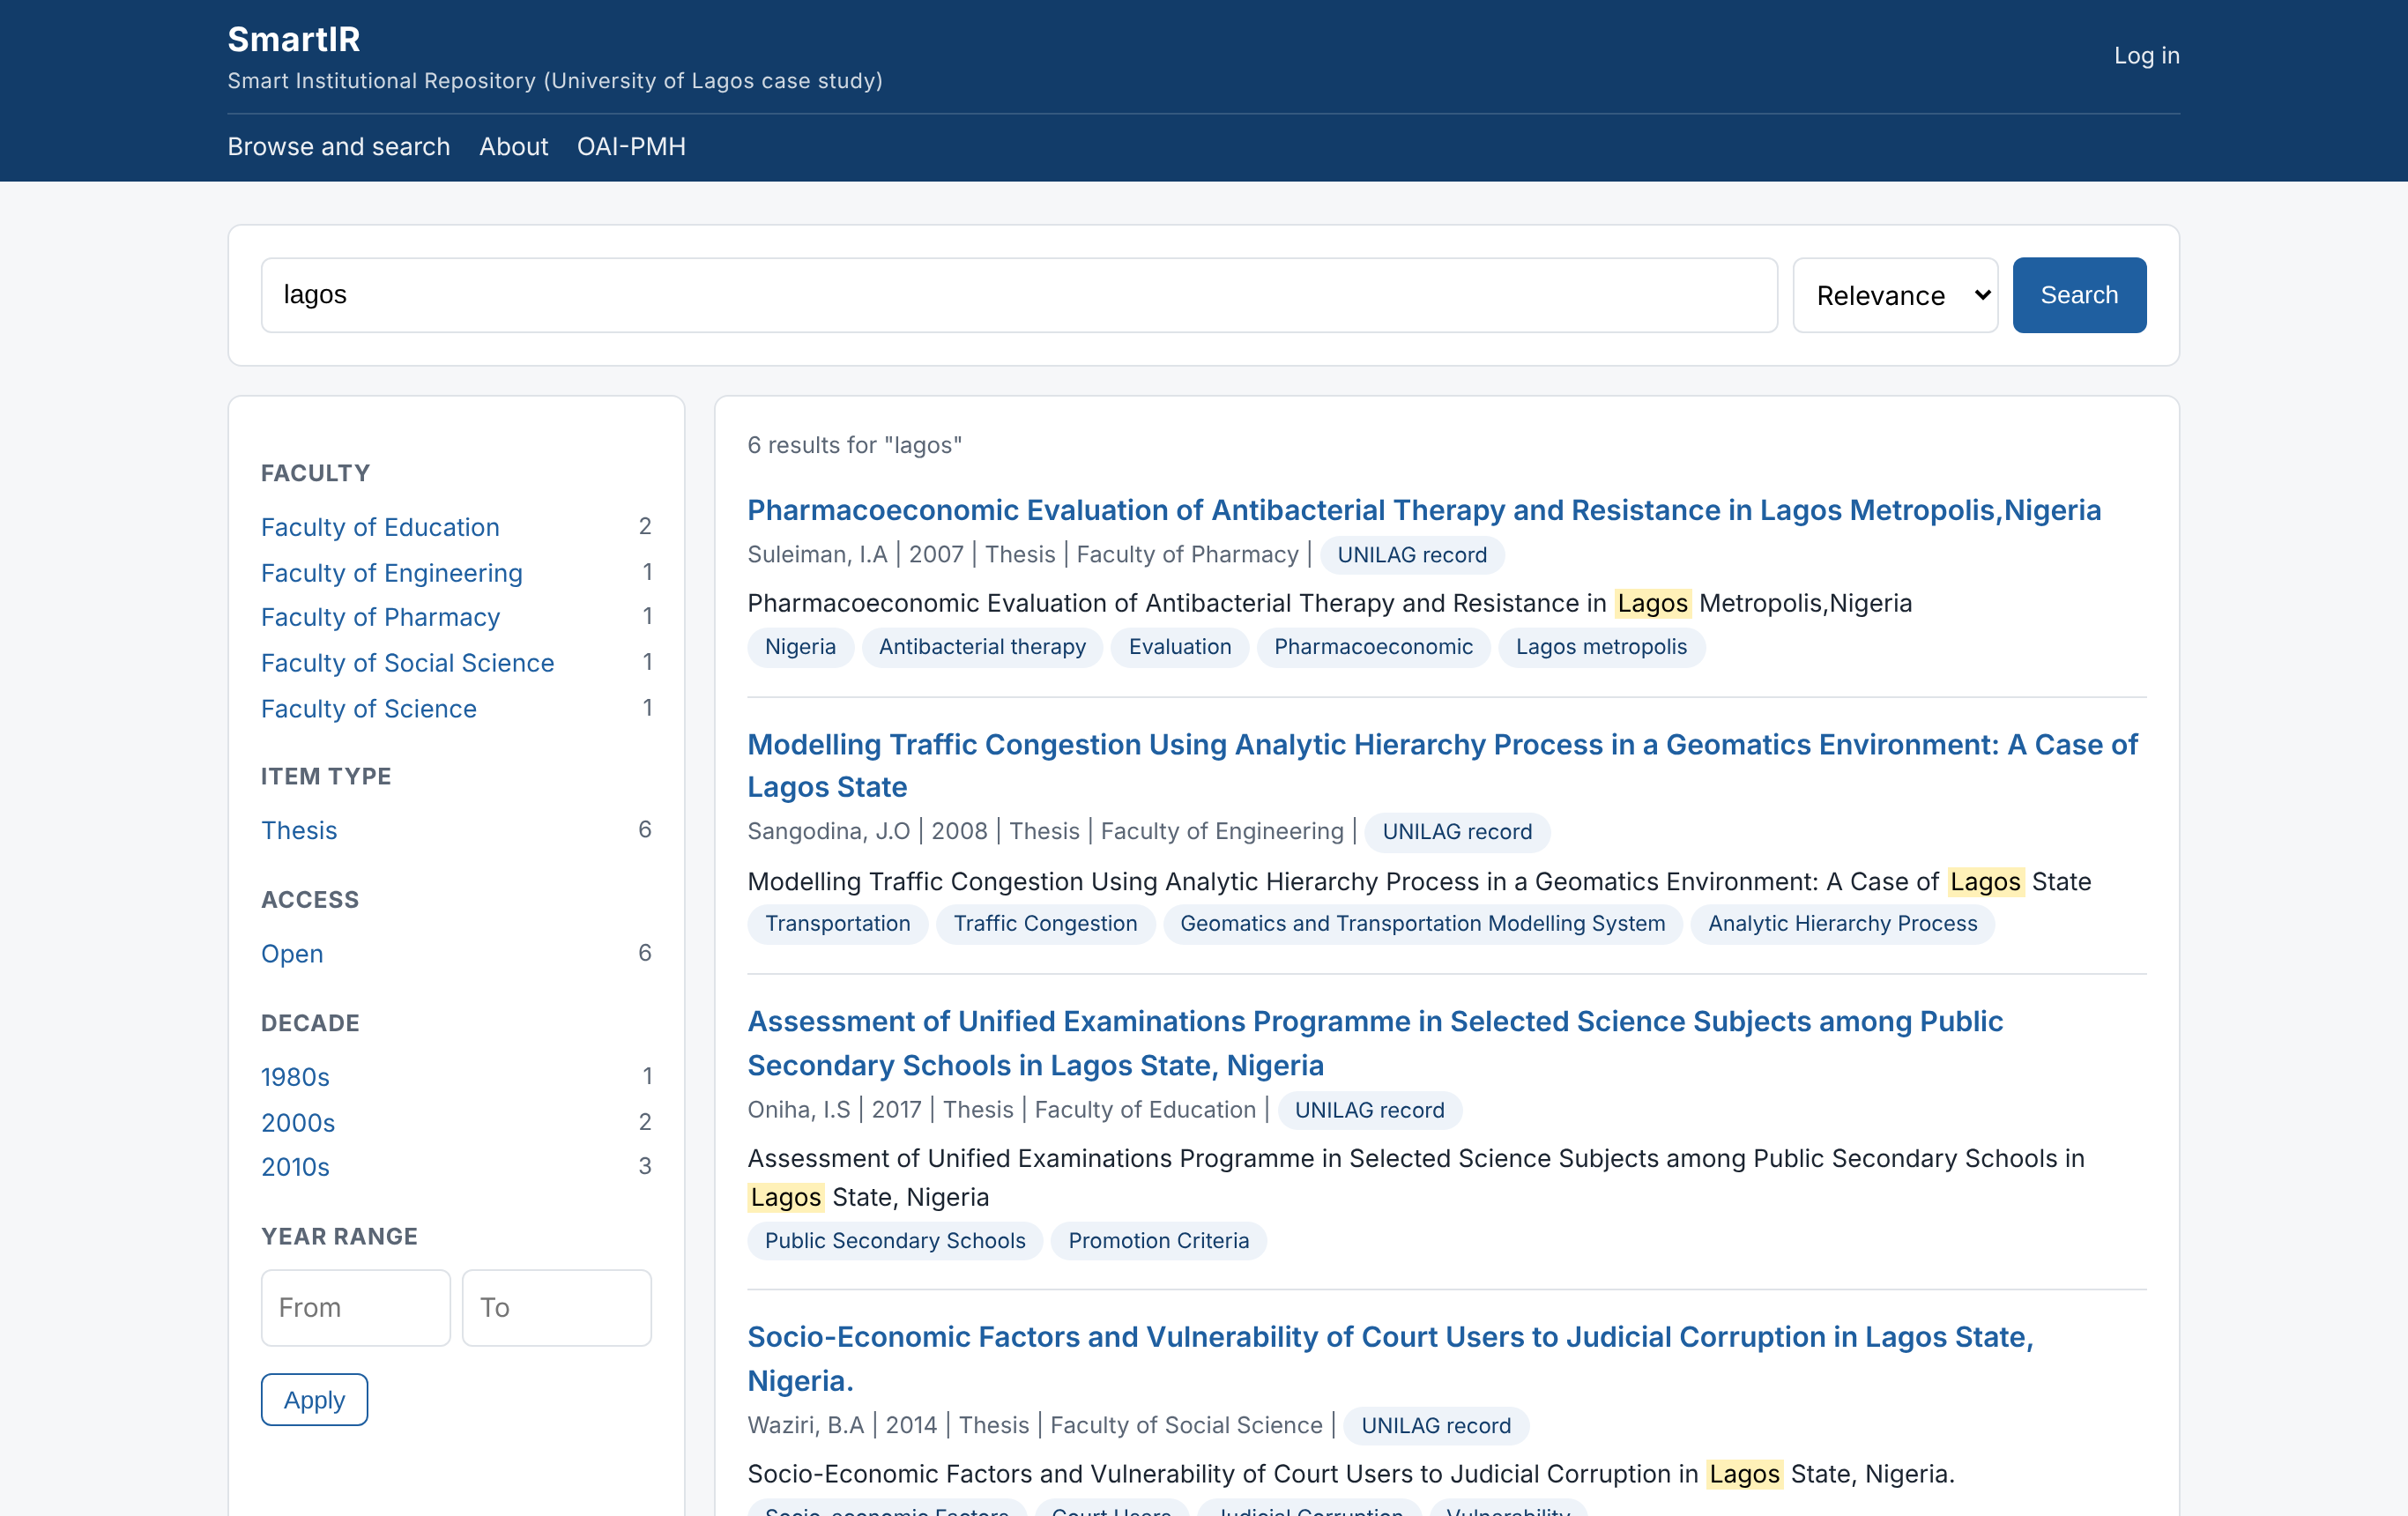 SmartIR
Smart Institutional Repository (University of Lagos case study)
Log in
Browse and search About OAI-PMH
lagos
Relevance
Search
FACULTY
Faculty of Education 2
Faculty of Engineering 1
Faculty of Pharmacy 1
Faculty of Social Science 1
Faculty of Science 1
ITEM TYPE
Thesis 6
ACCESS
Open 6
DECADE
1980s 1
2000s 2
2010s 3
YEAR RANGE
From To
Apply
6 results for "lagos"
Pharmacoeconomic Evaluation of Antibacterial Therapy and Resistance in Lagos Metropolis,Nigeria
Suleiman, I.A | 2007 | Thesis | Faculty of Pharmacy | UNILAG record
Pharmacoeconomic Evaluation of Antibacterial Therapy and Resistance in Lagos Metropolis,Nigeria
Nigeria Antibacterial therapy Evaluation Pharmacoeconomic Lagos metropolis
Modelling Traffic Congestion Using Analytic Hierarchy Process in a Geomatics Environment: A Case of
Lagos State
Sangodina, J.O | 2008 | Thesis | Faculty of Engineering | UNILAG record
Modelling Traffic Congestion Using Analytic Hierarchy Process in a Geomatics Environment: A Case of Lagos State
Transportation Traffic Congestion Geomatics and Transportation Modelling System Analytic Hierarchy Process
Assessment of Unified Examinations Programme in Selected Science Subjects among Public
Secondary Schools in Lagos State, Nigeria
Oniha, I.S | 2017 | Thesis | Faculty of Education | UNILAG record
Assessment of Unified Examinations Programme in Selected Science Subjects among Public Secondary Schools in
Lagos State, Nigeria
Public Secondary Schools Promotion Criteria
Socio-Economic Factors and Vulnerability of Court Users to Judicial Corruption in Lagos State,
Nigeria.
Waziri, B.A | 2014 | Thesis | Faculty of Social Science | UNILAG record
Socio-Economic Factors and Vulnerability of Court Users to Judicial Corruption in Lagos State, Nigeria.
Socio-economic Factors Court Users Judicial Corruption Vulnerability